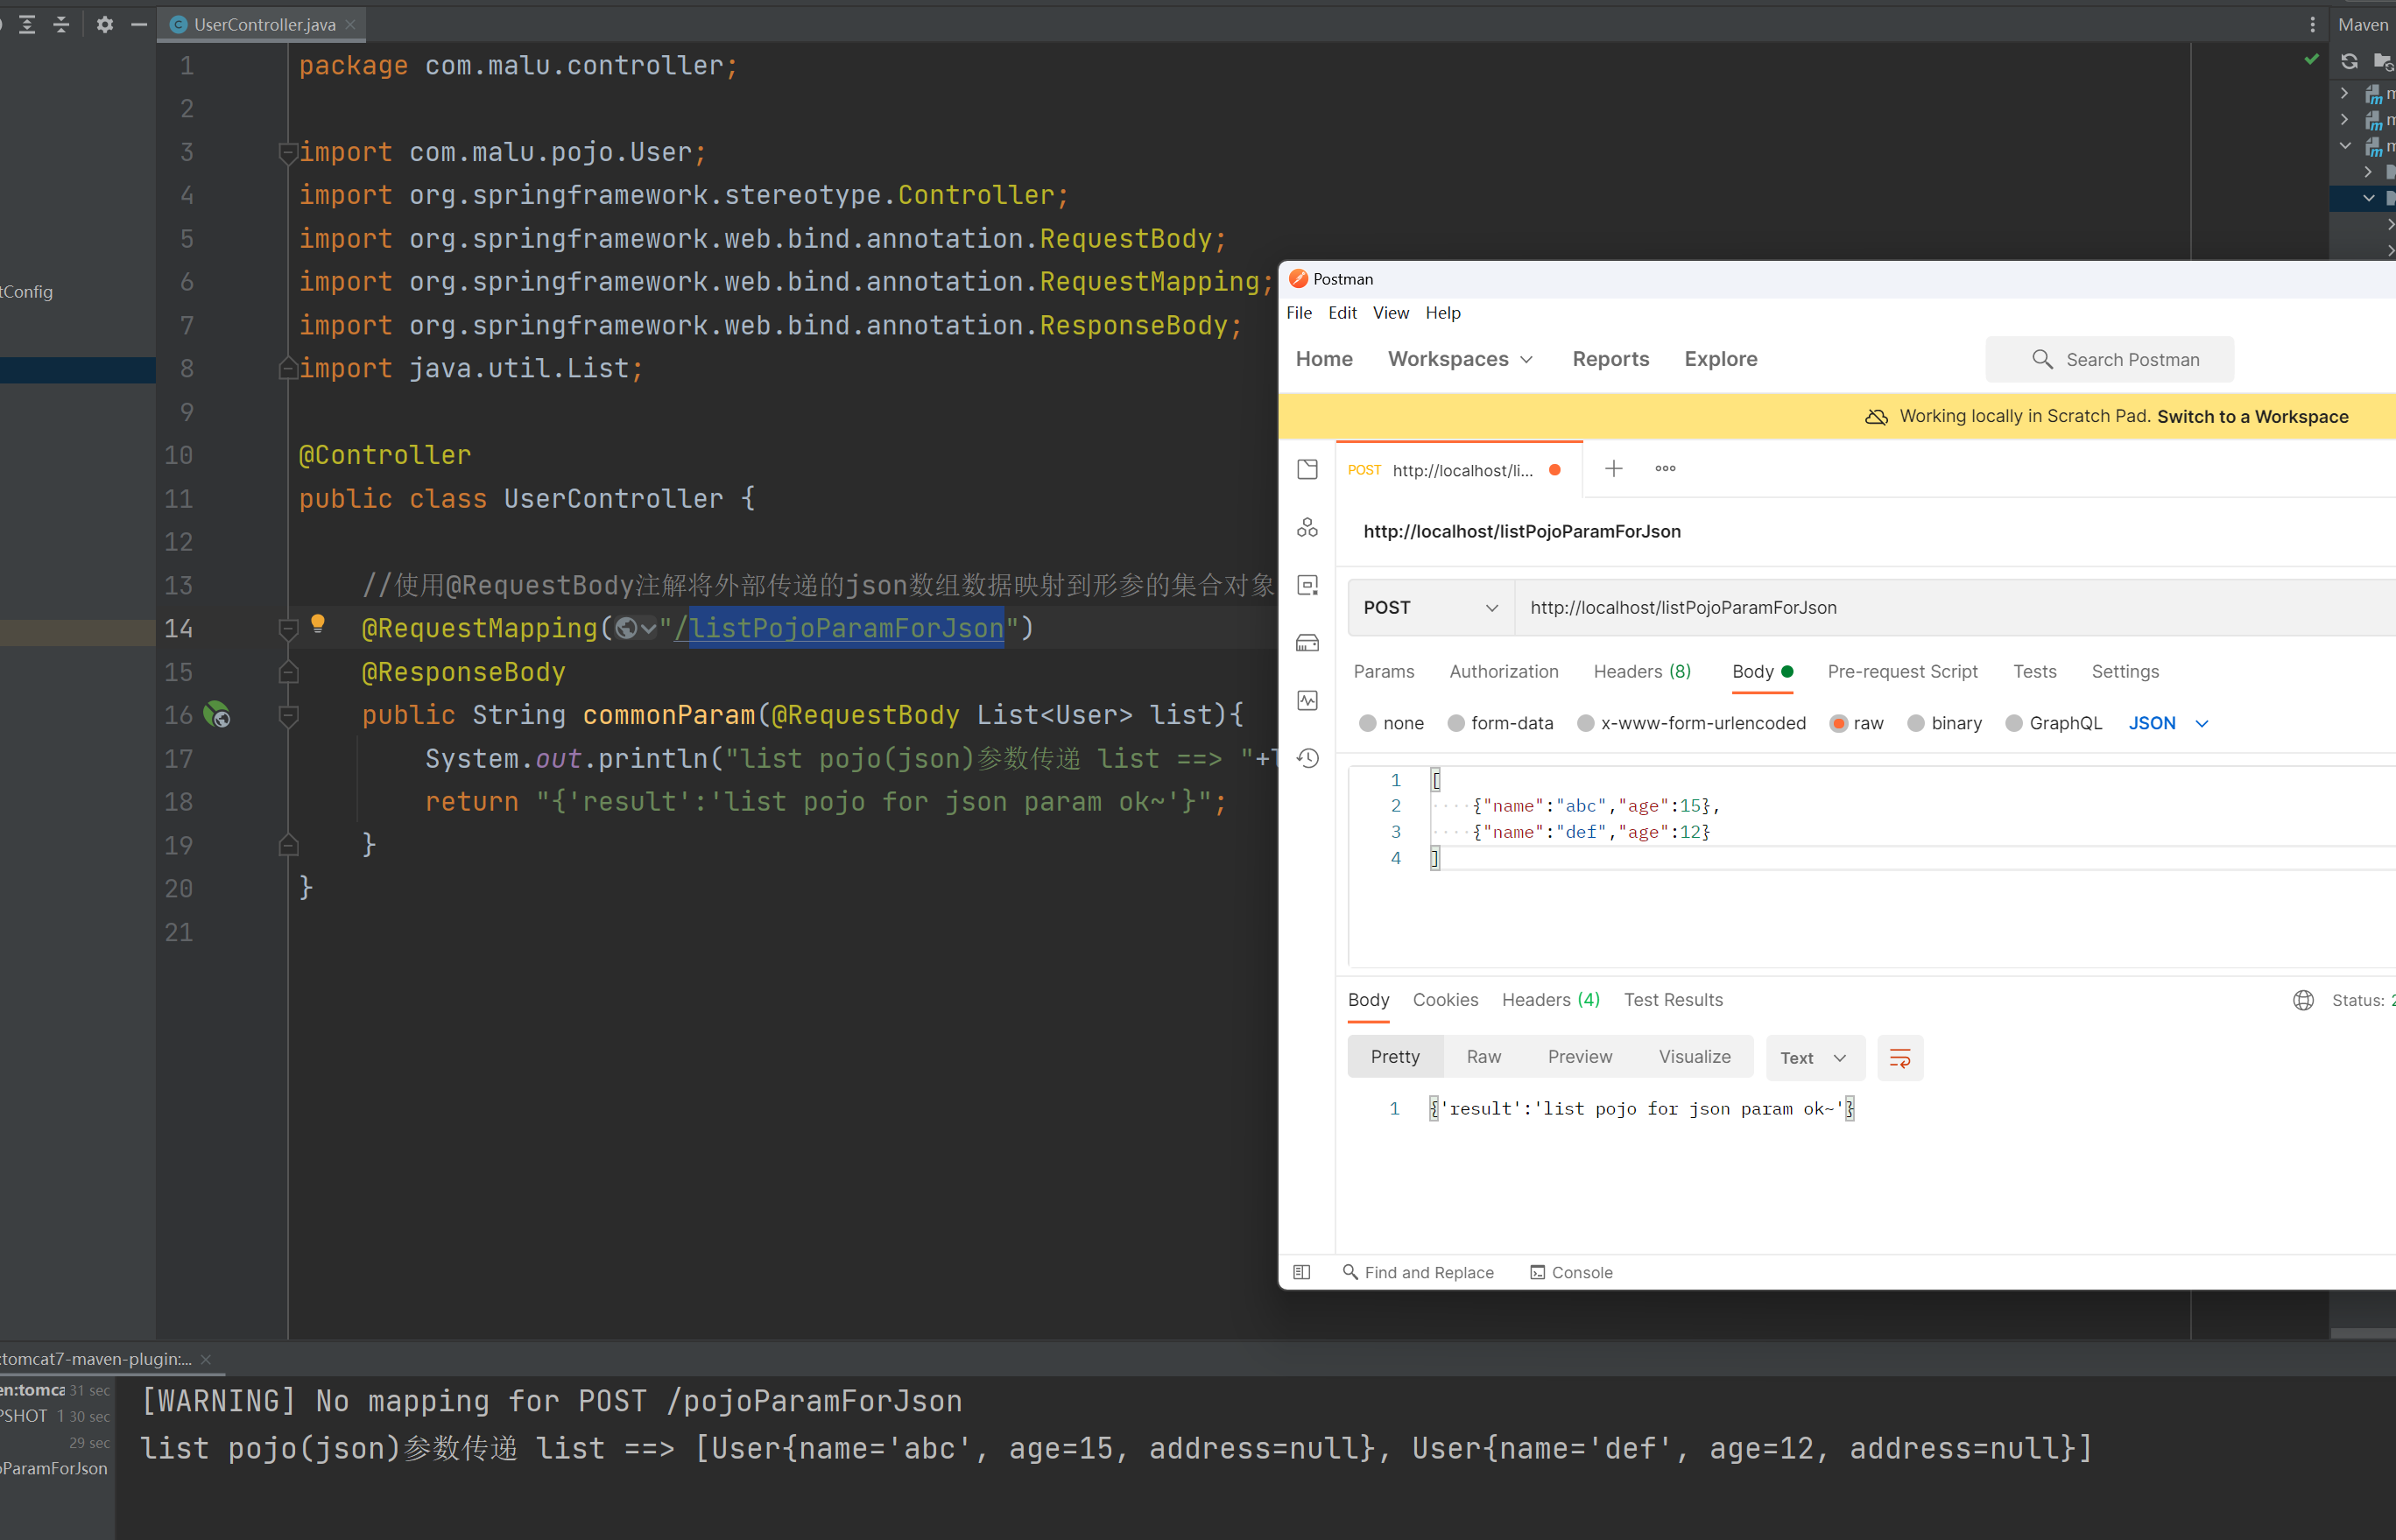 UserController.java
Maven
1 package com.malu.controller;
2
3 import com.malu.pojo.User;
4 import org.springframework.stereotype.Controller;
5 import org.springframework.web.bind.annotation.RequestBody;
6 import org.springframework.web.bind.annotation.RequestMapping;
7 import org.springframework.web.bind.annotation.ResponseBody;
8 import java.util.List;
9
10 @Controller
11 public class UserController {
12
13 //使用@RequestBody注解将外部传递的json数组数据映射到形参的集合对象
14 @RequestMapping("/listPojoParamForJson")
15 @ResponseBody
16 public String commonParam(@RequestBody List<User> list){
17 System.out.println("list pojo(json)参数传递 list ==> "+l
18 return "{'result':'list pojo for json param ok~'}";
19 }
20 }
21
tConfig
Postman
File Edit View Help
Home Workspaces Reports Explore Search Postman
Working locally in Scratch Pad. Switch to a Workspace
POST http://localhost/li...
http://localhost/listPojoParamForJson
POST http://localhost/listPojoParamForJson
Params Authorization Headers (8) Body Pre-request Script Tests Settings
none form-data x-www-form-urlencoded raw binary GraphQL JSON
1 [
2 {"name":"abc","age":15},
3 {"name":"def","age":12}
4 ]
Body Cookies Headers (4) Test Results Status: 2
Pretty Raw Preview Visualize Text
1 {'result':'list pojo for json param ok~'}
Find and Replace Console
:tomcat7-maven-plugin:...
en:tomca 31 sec
PSHOT 1 30 sec
29 sec
oParamForJson
[WARNING] No mapping for POST /pojoParamForJson
list pojo(json)参数传递 list ==> [User{name='abc', age=15, address=null}, User{name='def', age=12, address=null}]